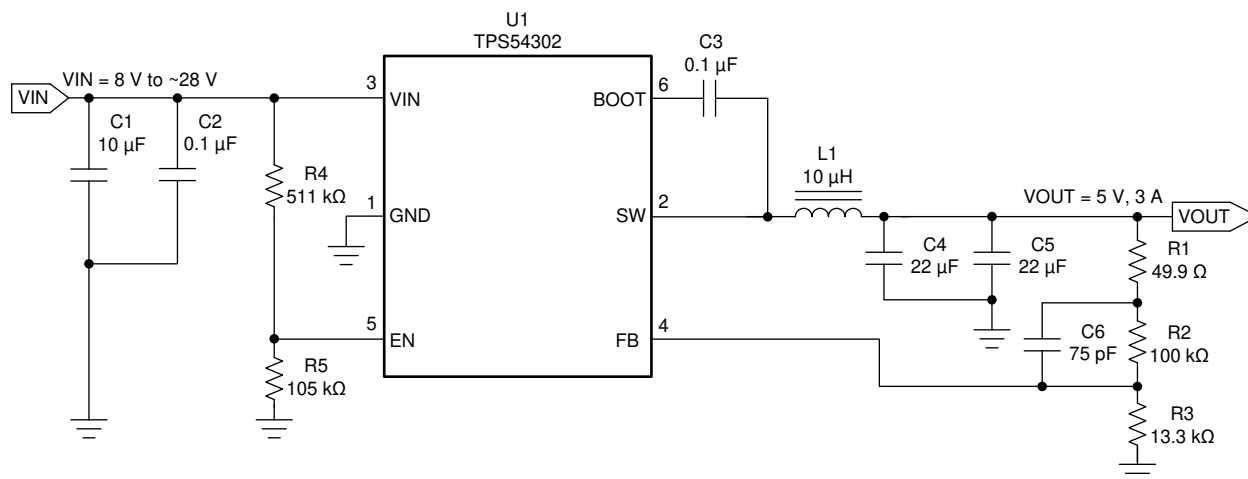 U1
TPS54302
C3
0.1 µF
VIN = 8 V to ~28 V
VIN
3
VIN
6
BOOT
C1
10 µF
C2
0.1 µF
L1
10 µH
R4
511 kΩ
1
GND
2
SW
VOUT = 5 V, 3 A
VOUT
C4
22 µF
C5
22 µF
R1
49.9 Ω
5
EN
4
FB
C6
75 pF
R2
100 kΩ
R5
105 kΩ
R3
13.3 kΩ